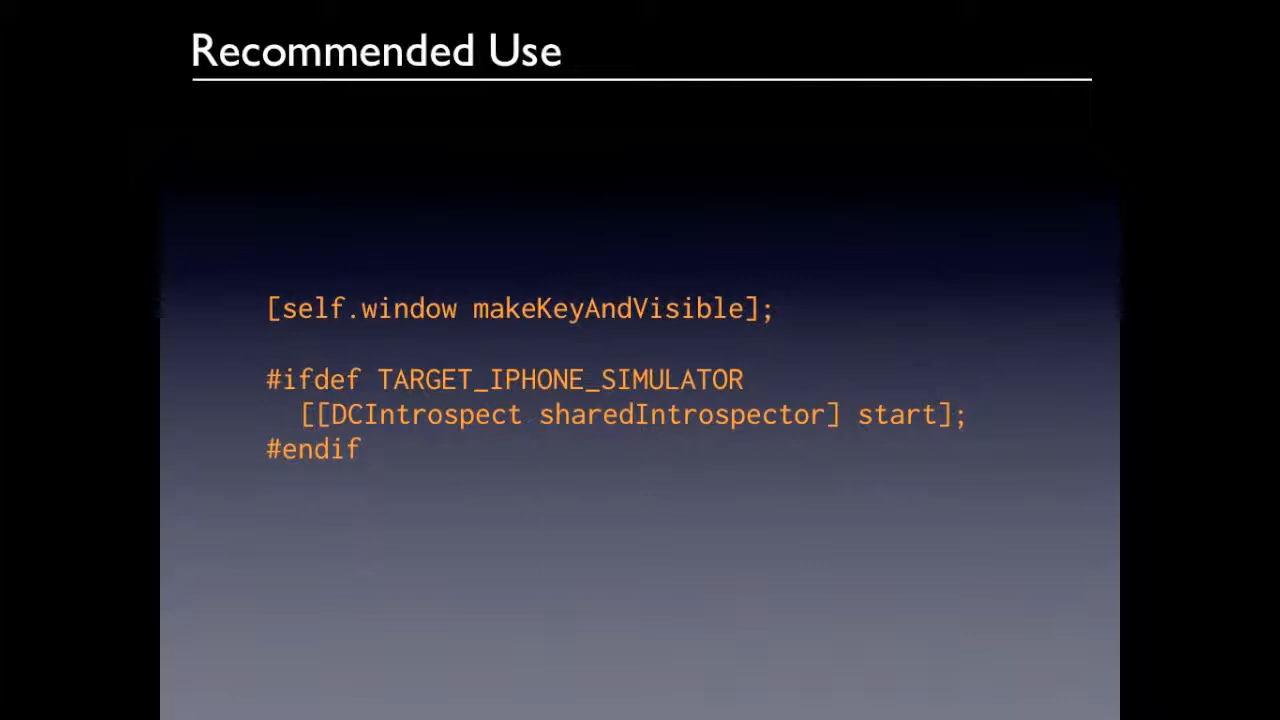 Recommended Use
[self.window makeKeyAndVisible];
#ifdef TARGET_IPHONE_SIMULATOR
[[DCIntrospect sharedIntrospector] start];
#endif